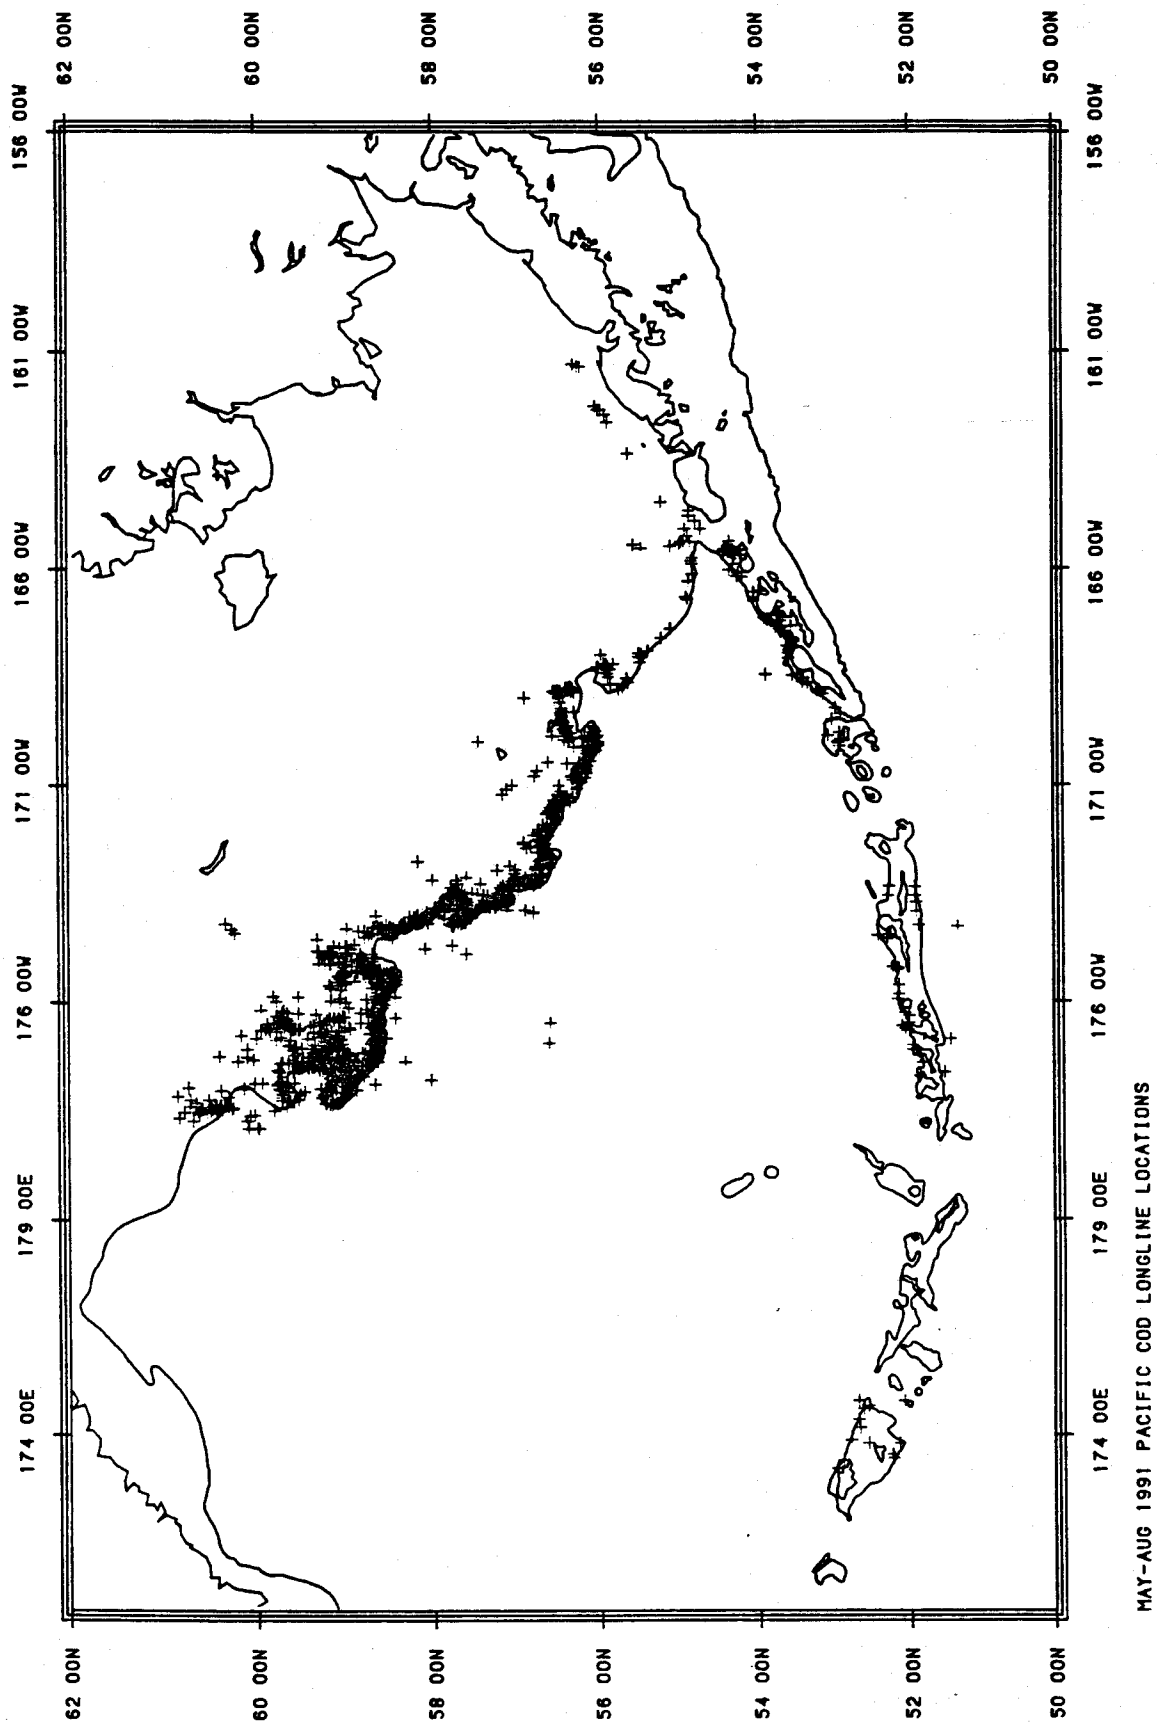 174 00E
179 00E
176 00W
171 00W
166 00W
161 00W
156 00W
62 00N
62 00N
60 00N
60 00N
58 00N
58 00N
56 00N
56 00N
54 00N
54 00N
52 00N
52 00N
50 00N
50 00N
174 00E
179 00E
176 00W
171 00W
166 00W
161 00W
156 00W
MAY-AUG 1991 PACIFIC COD LONGLINE LOCATIONS